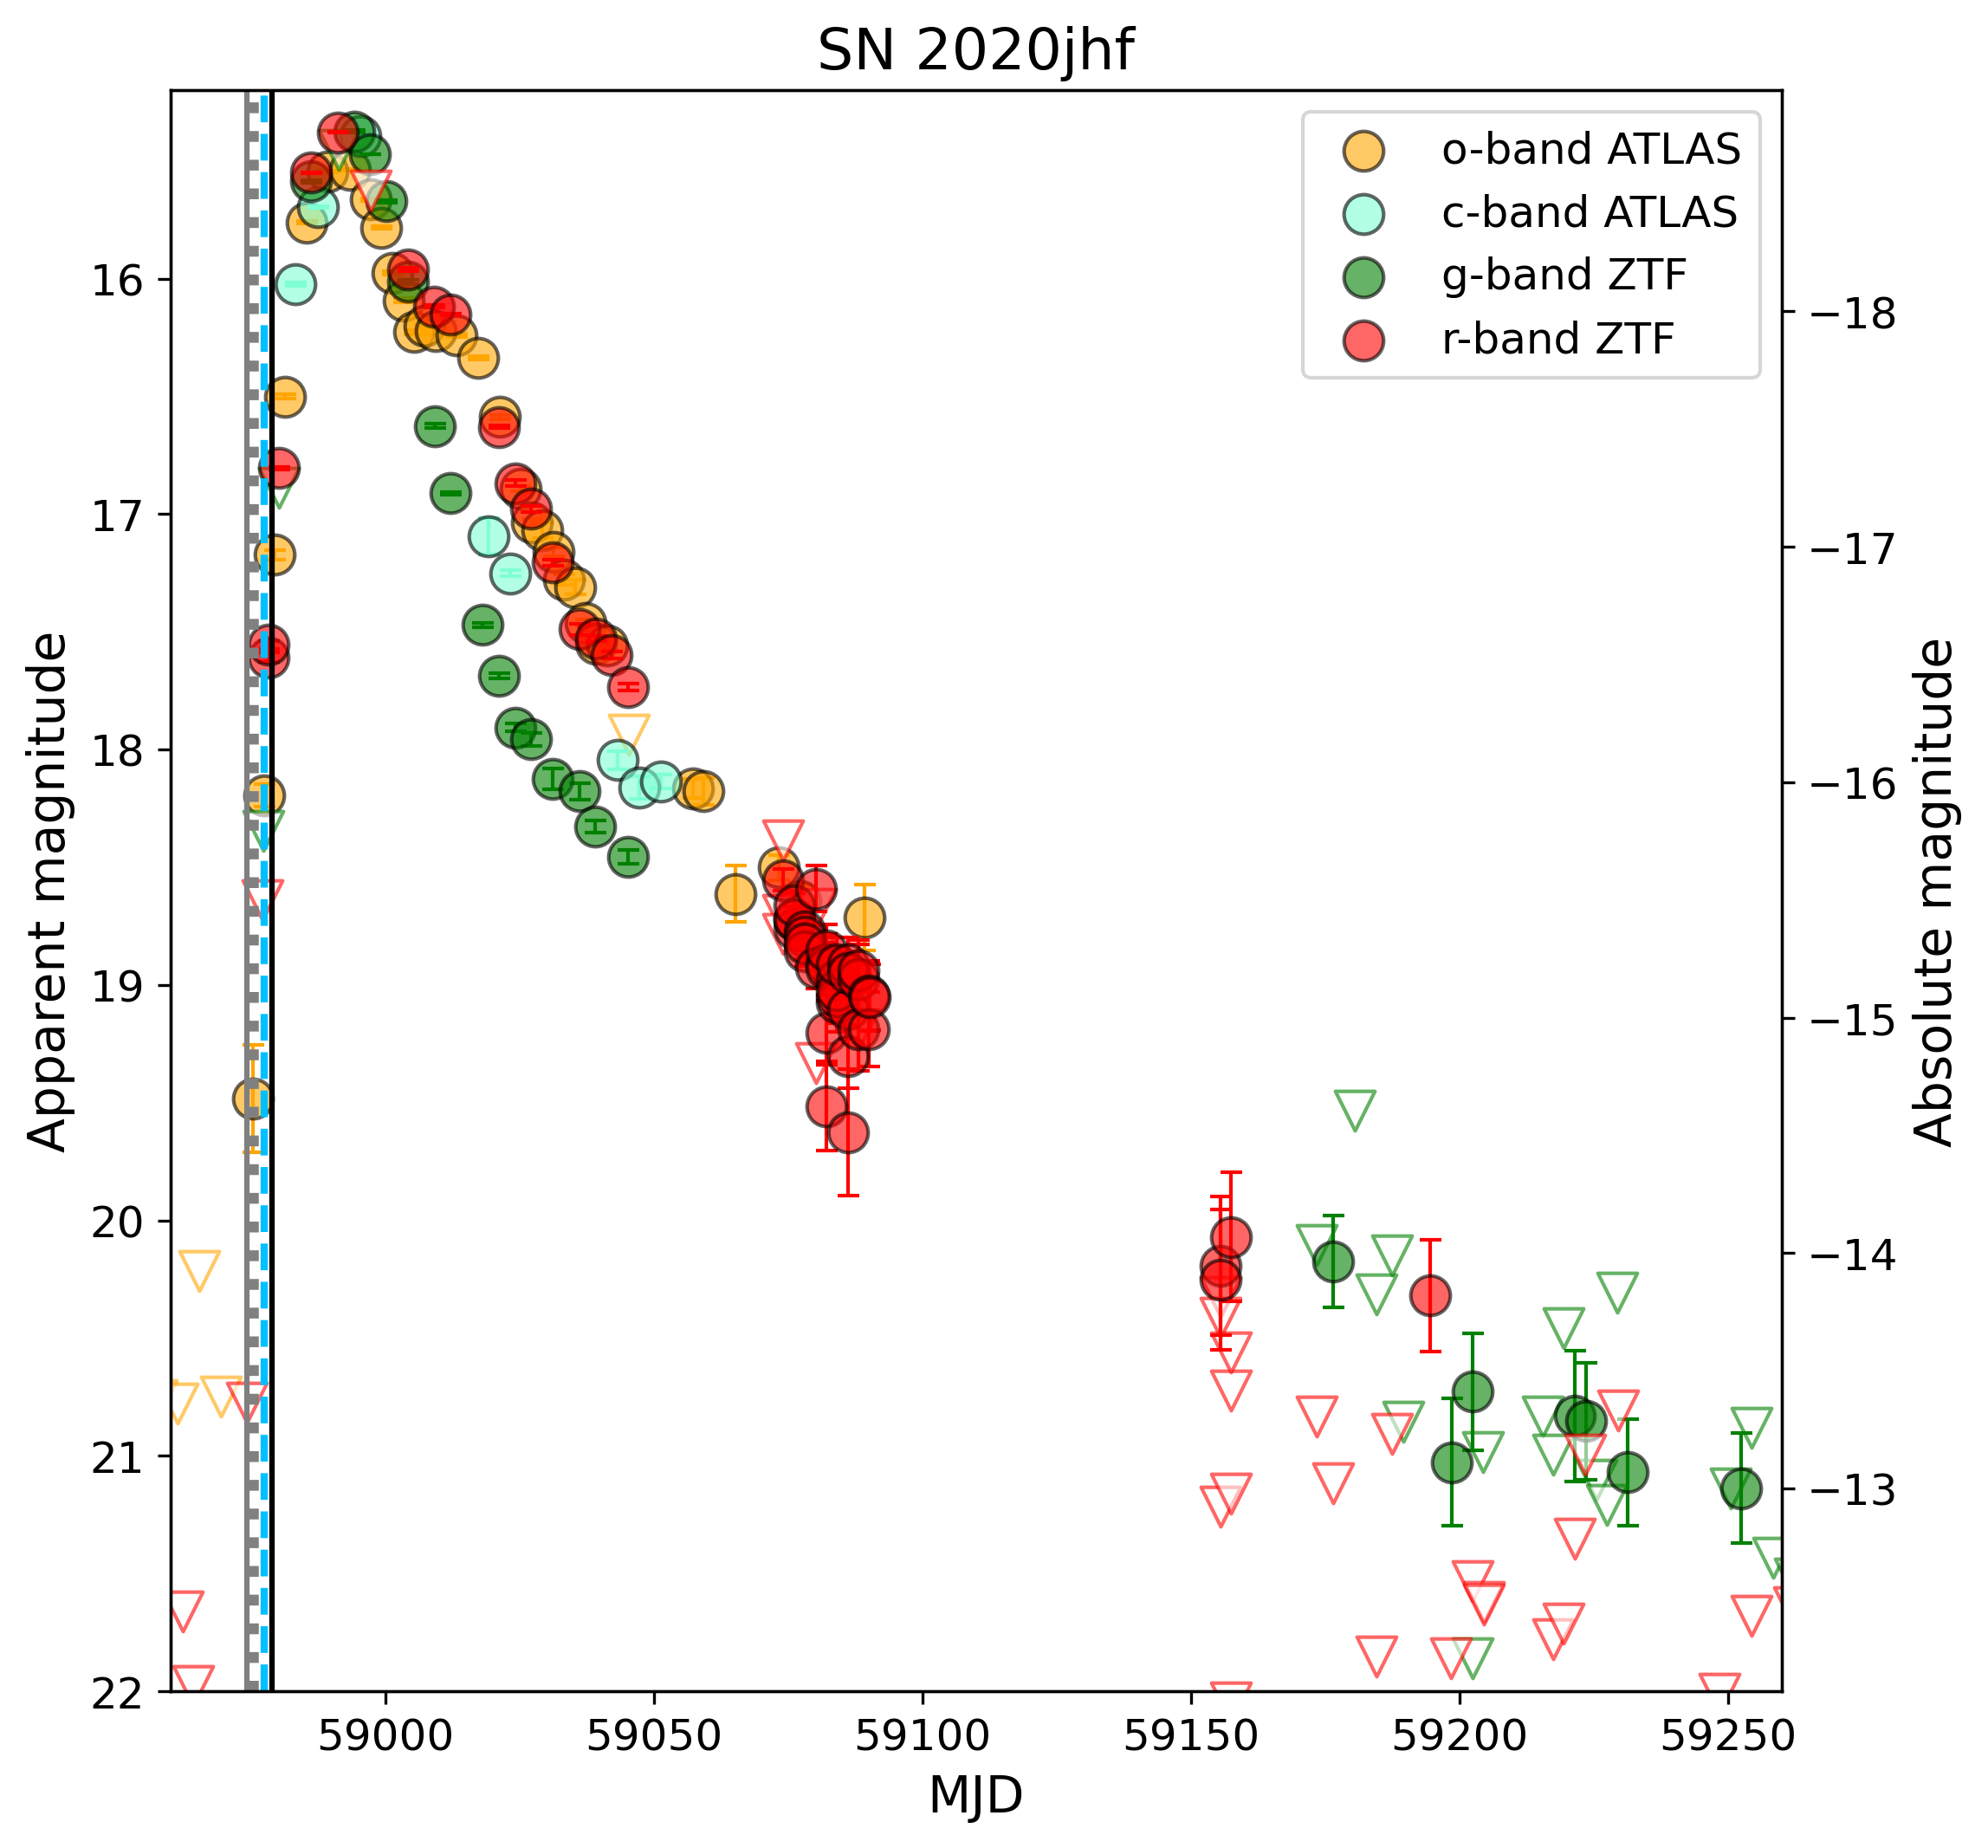 SN 2020jhf
o-band ATLAS
c-band ATLAS
g-band ZTF
r-band ZTF
Apparent magnitude
16
17
18
19
20
21
22
−18
−17
−16
−15
−14
−13
Absolute magnitude
59000
59050
59100
59150
59200
59250
MJD